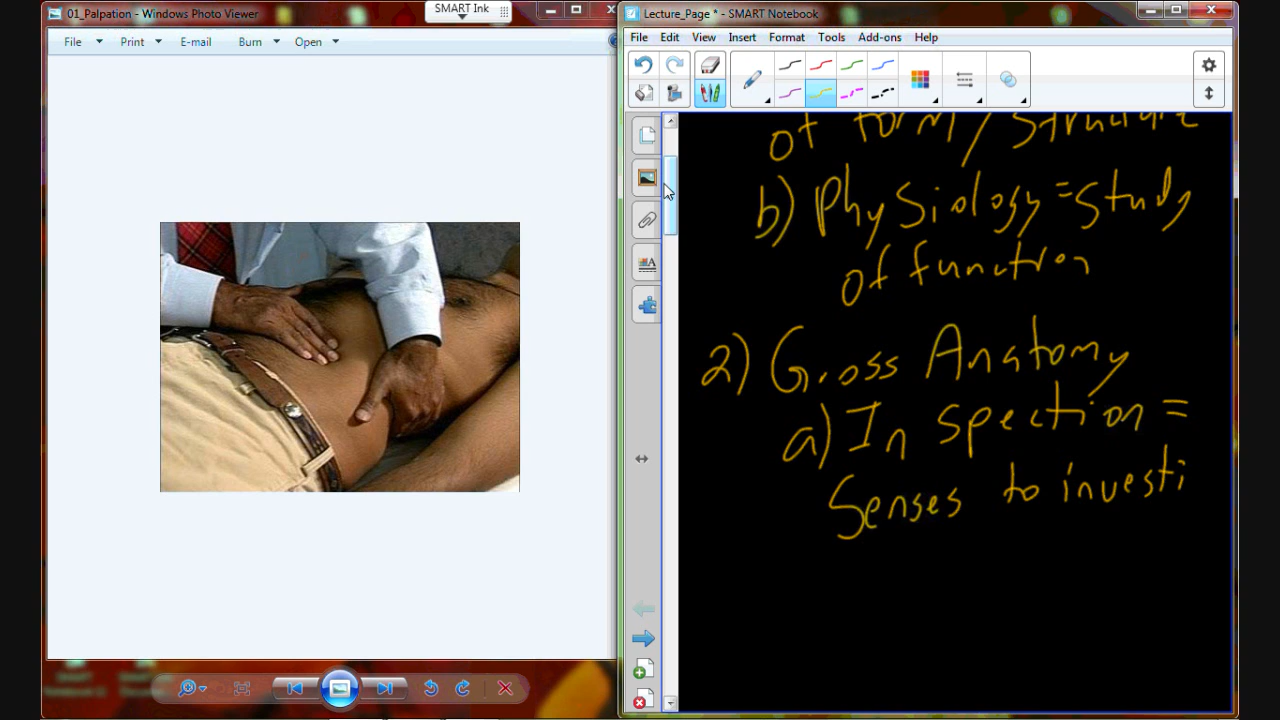 01_Palpation - Windows Photo Viewer
SMART Ink
File Print E-mail Burn Open
Lecture_Page * - SMART Notebook
File Edit View Insert Format Tools Add-ons Help
of form/structure
b) Physiology = study
of function
2) Gross Anatomy
a) In spection =
Senses to investi